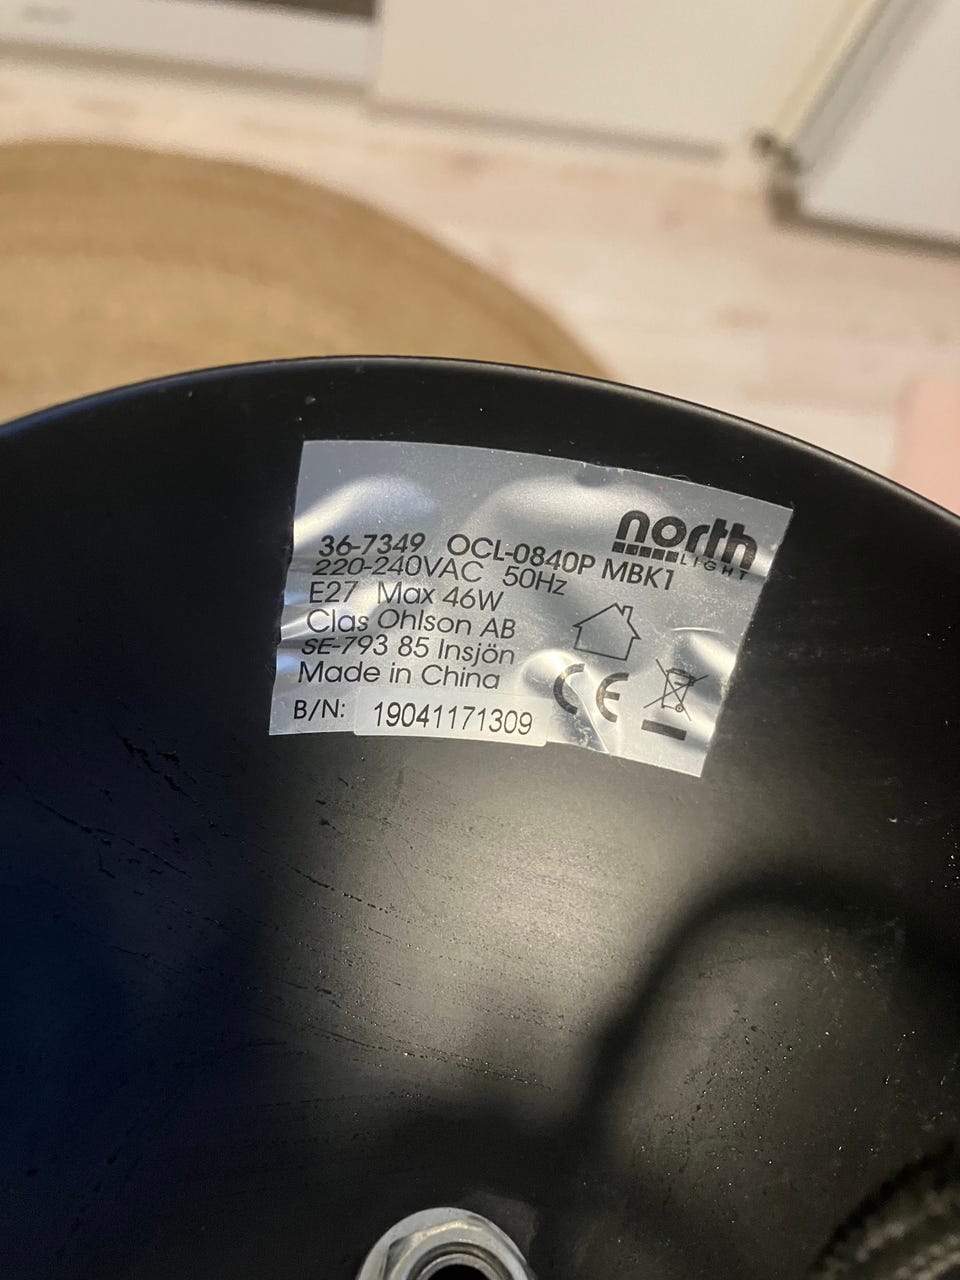 north
LIGHT
36-7349 OCL-0840P MBK1
220-240VAC 50Hz
E27 Max 46W
Clas Ohlson AB
SE-793 85 Insjön
Made in China
CE
B/N: 19041171309